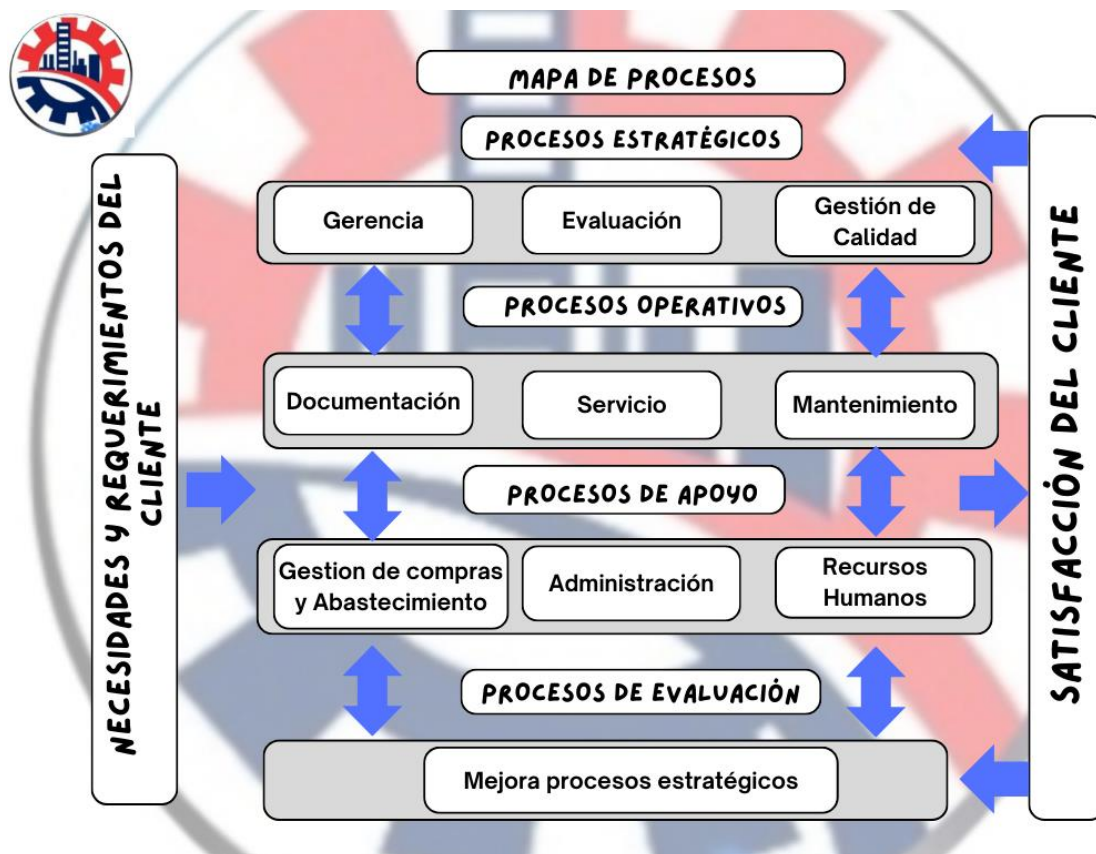 MAPA DE PROCESOS
PROCESOS ESTRATÉGICOS
NECESIDADES Y REQUERIMIENTOS DEL
CLIENTE
Gerencia
Evaluación
Gestión de
Calidad
PROCESOS OPERATIVOS
Documentación
Servicio
Mantenimiento
PROCESOS DE APOYO
Gestion de compras
y Abastecimiento
Administración
Recursos
Humanos
PROCESOS DE EVALUACIÓN
Mejora procesos estratégicos
SATISFACCIÓN DEL CLIENTE